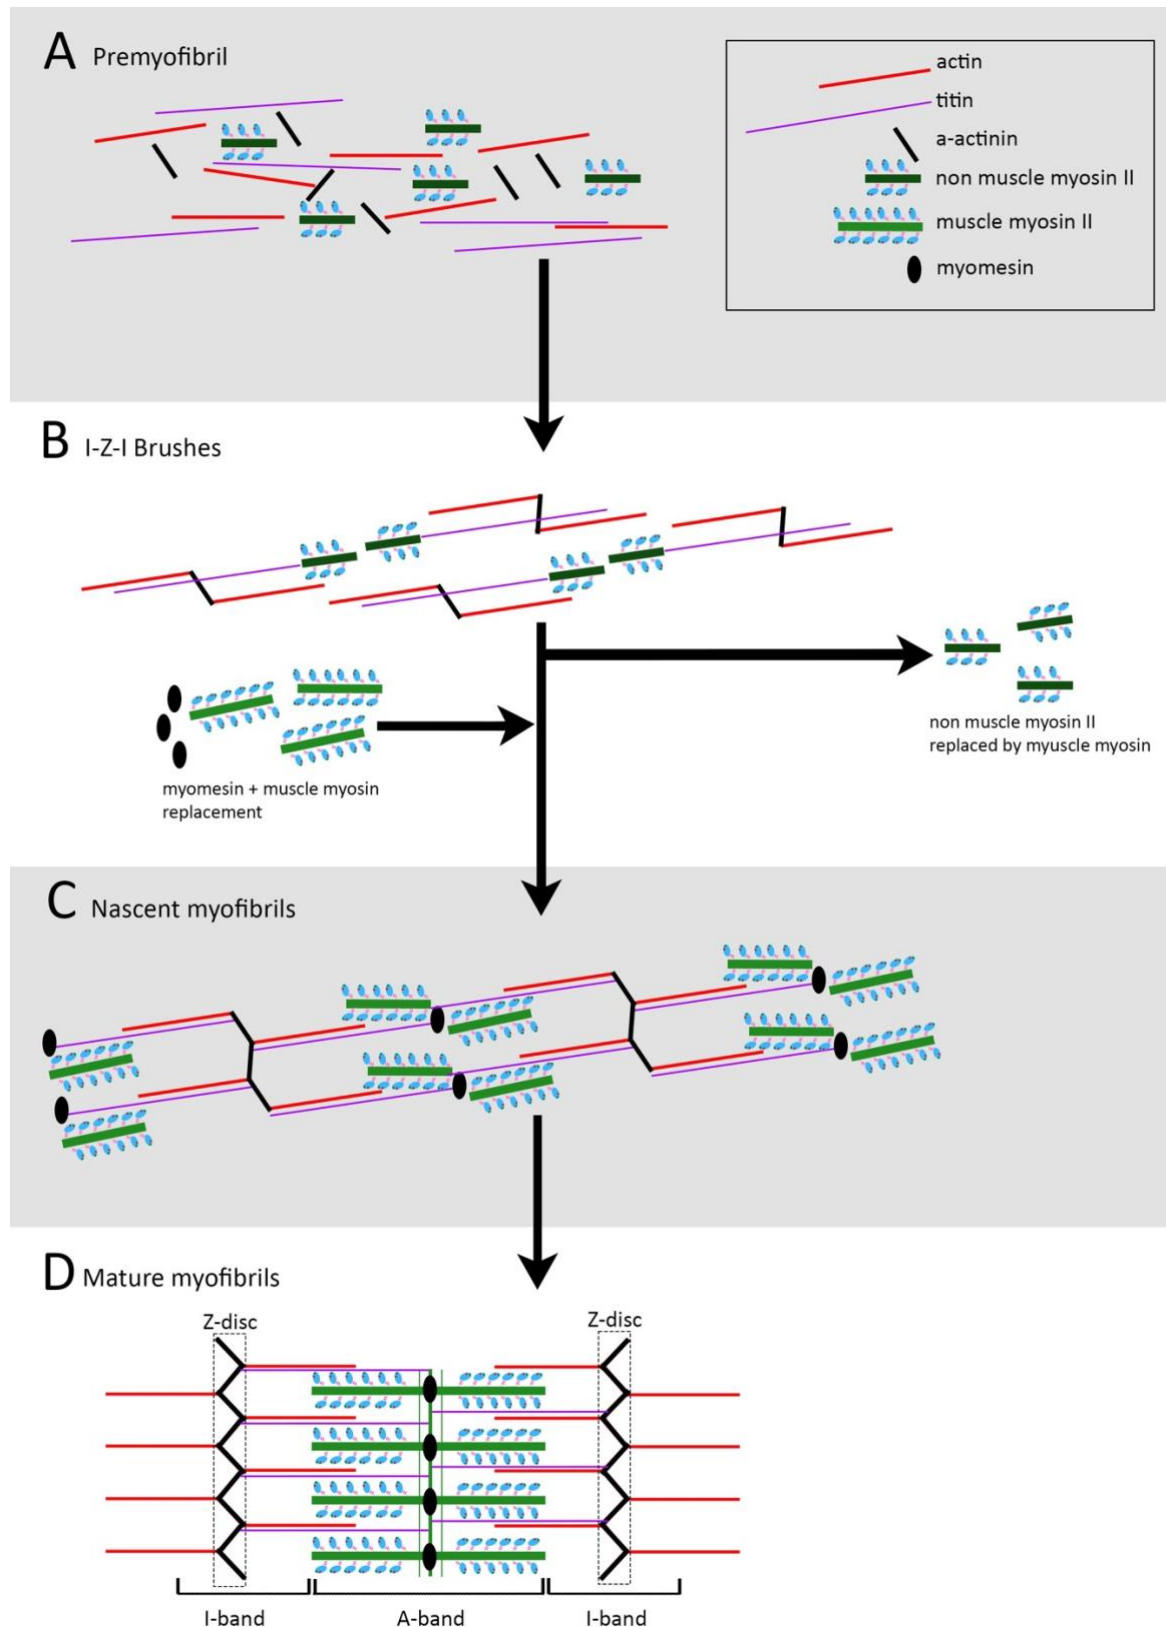 A Premyofibril
actin
titin
a-actinin
non muscle myosin II
muscle myosin II
myomesin
B I-Z-I Brushes
non muscle myosin II
replaced by myuscle myosin
myomesin + muscle myosin
replacement
C Nascent myofibrils
D Mature myofibrils
Z-disc
Z-disc
I-band
A-band
I-band